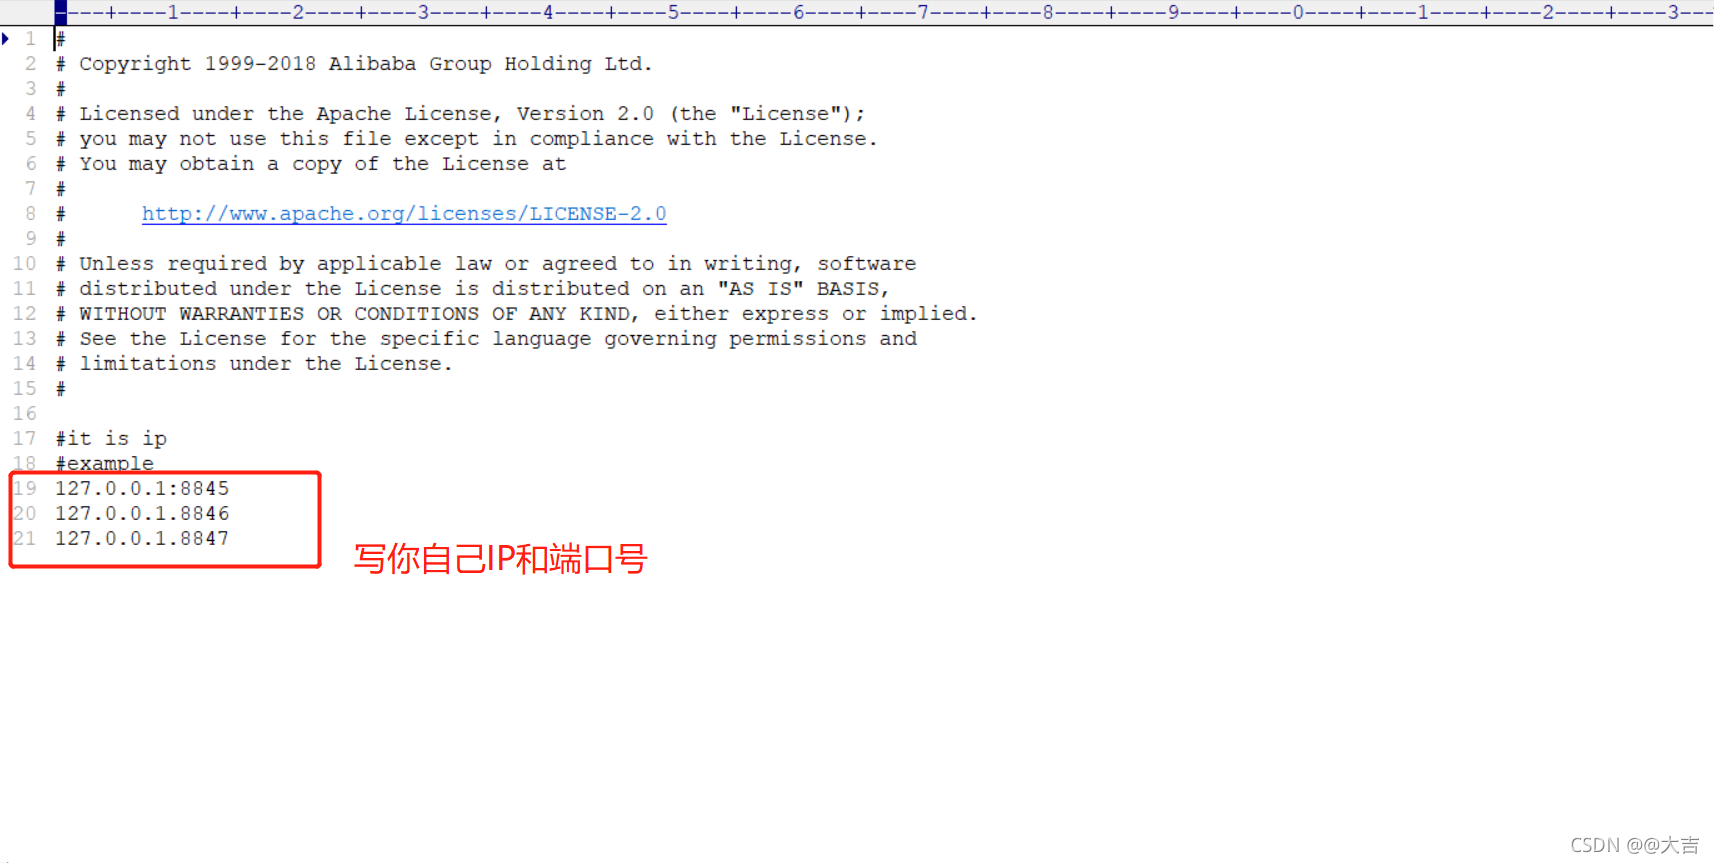 ----+----1----+----2----+----3----+----4----+----5----+----6----+----7----+----8----+----9----+----0----+----1----+----2----+----3---
1 #
2 # Copyright 1999-2018 Alibaba Group Holding Ltd.
3 #
4 # Licensed under the Apache License, Version 2.0 (the "License");
5 # you may not use this file except in compliance with the License.
6 # You may obtain a copy of the License at
7 #
8 #      http://www.apache.org/licenses/LICENSE-2.0
9 #
10 # Unless required by applicable law or agreed to in writing, software
11 # distributed under the License is distributed on an "AS IS" BASIS,
12 # WITHOUT WARRANTIES OR CONDITIONS OF ANY KIND, either express or implied.
13 # See the License for the specific language governing permissions and
14 # limitations under the License.
15 #
16
17 #it is ip
18 #example
19 127.0.0.1:8845
20 127.0.0.1.8846
21 127.0.0.1.8847
写你自己IP和端口号
CSDN @@大吉